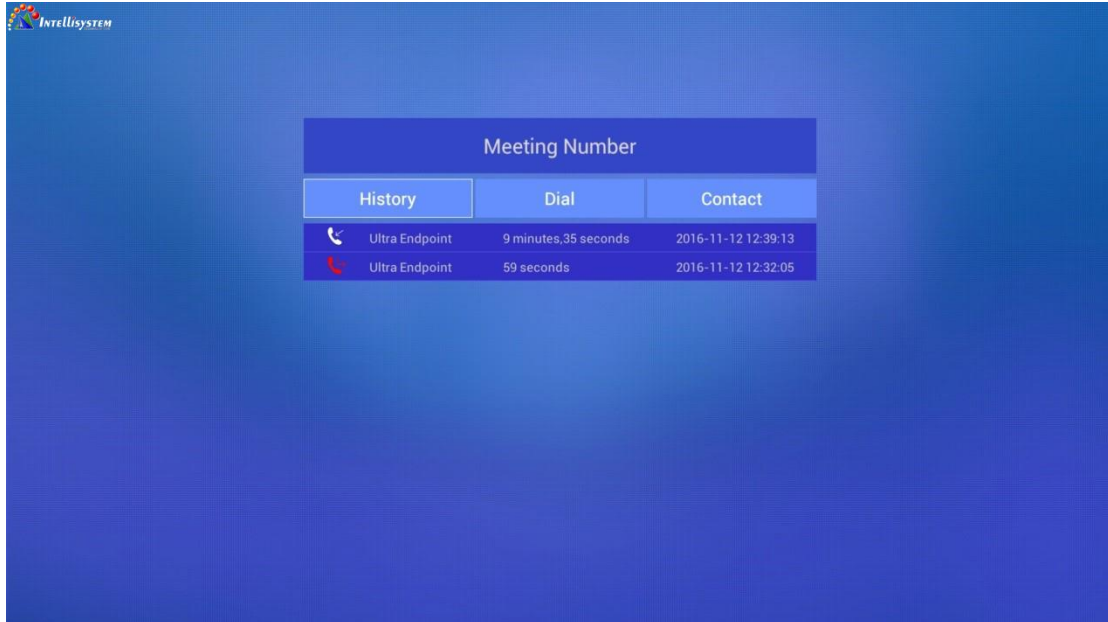 Intellisystem
Meeting Number
History Dial Contact
Ultra Endpoint 9 minutes,35 seconds 2016-11-12 12:39:13
Ultra Endpoint 59 seconds 2016-11-12 12:32:05